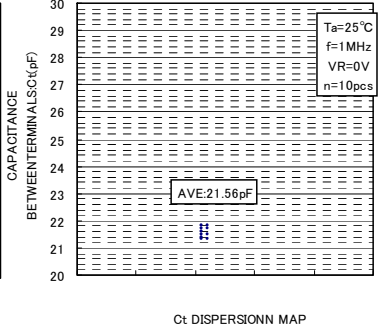 CAPACITANCE
BETWEENTERMINALS:Ct(pF)
30
29
28
27
26
25
24
23
22
21
20
Ta=25℃
f=1MHz
VR=0V
n=10pcs
AVE:21.56pF
Ct DISPERSIONN MAP